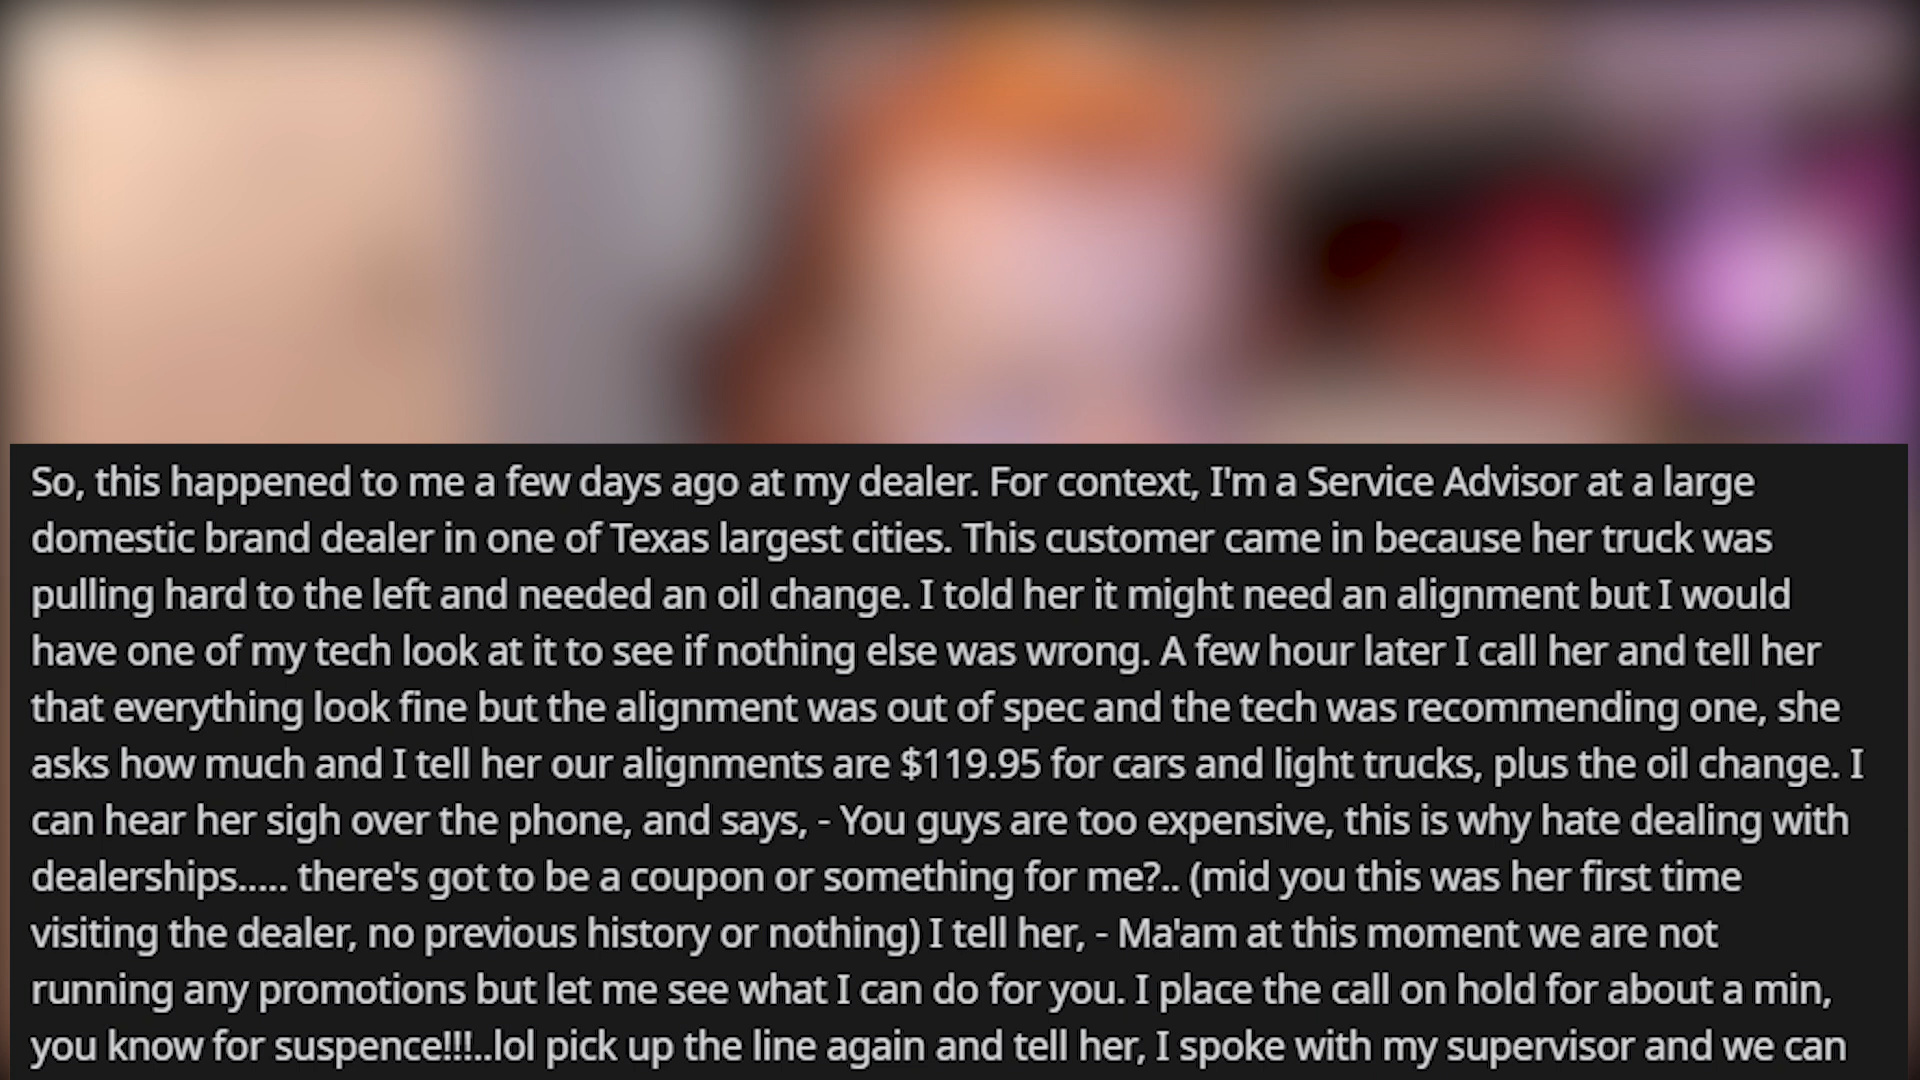 So, this happened to me a few days ago at my dealer. For context, I'm a Service Advisor at a large
domestic brand dealer in one of Texas largest cities. This customer came in because her truck was
pulling hard to the left and needed an oil change. I told her it might need an alignment but I would
have one of my tech look at it to see if nothing else was wrong. A few hour later I call her and tell her
that everything look fine but the alignment was out of spec and the tech was recommending one, she
asks how much and I tell her our alignments are $119.95 for cars and light trucks, plus the oil change. I
can hear her sigh over the phone, and says, - You guys are too expensive, this is why hate dealing with
dealerships..... there's got to be a coupon or something for me?.. (mid you this was her first time
visiting the dealer, no previous history or nothing) I tell her, - Ma'am at this moment we are not
running any promotions but let me see what I can do for you. I place the call on hold for about a min,
you know for suspence!!!..lol pick up the line again and tell her, I spoke with my supervisor and we can